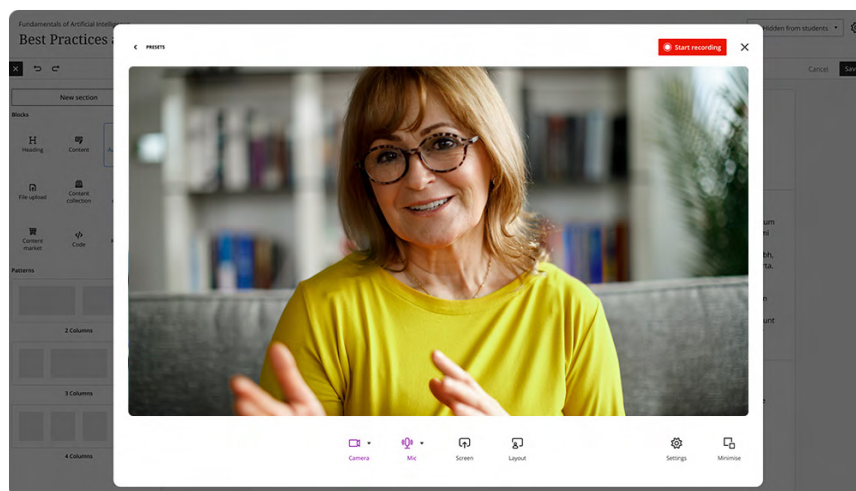 Fundamentals of Artificial
Best Practices
Hidden from students
PRESETS
Start recording
Cancel
New section
Blocks
Heading
Content
File upload
Content
collection
Content
market
Code
Patterns
2 Columns
3 Columns
4 Columns
Camera
Mic
Screen
Layout
Settings
Minimise